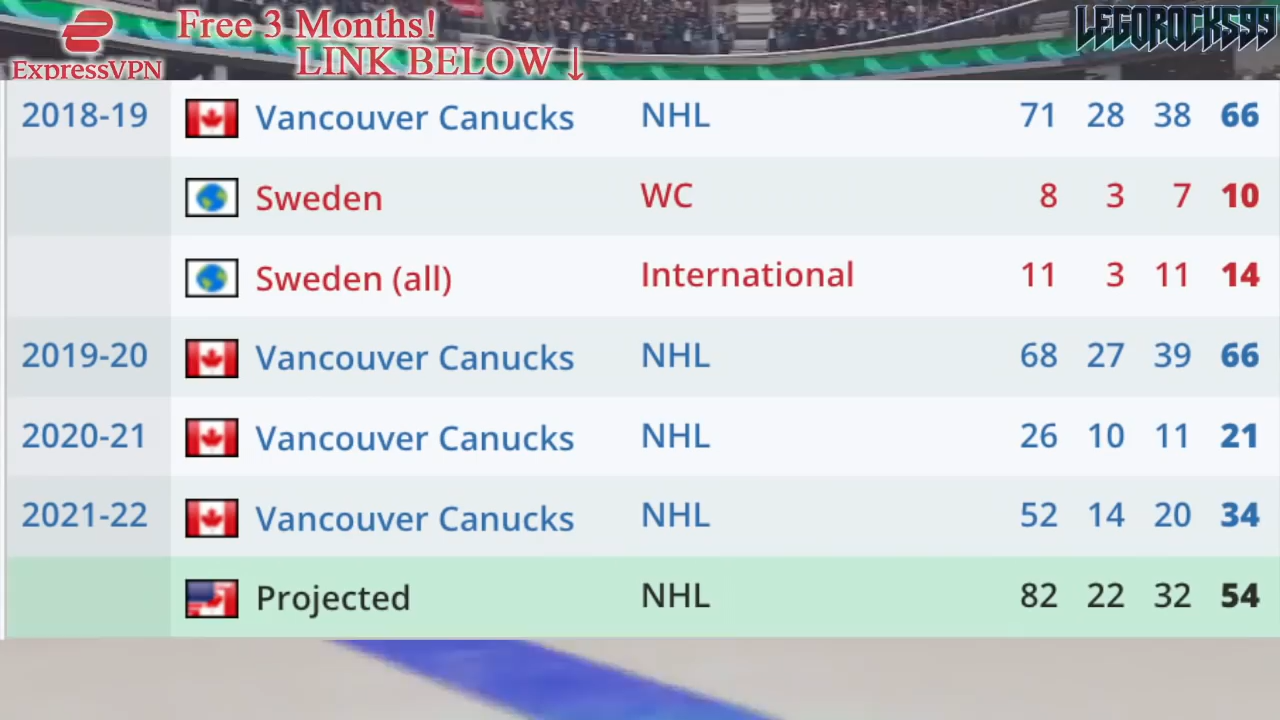 Free 3 Months!
LEGOROCKS99
ExpressVPN
LINK BELOW ↓
2018-19 Vancouver Canucks NHL 71 28 38 66
Sweden WC 8 3 7 10
Sweden (all) International 11 3 11 14
2019-20 Vancouver Canucks NHL 68 27 39 66
2020-21 Vancouver Canucks NHL 26 10 11 21
2021-22 Vancouver Canucks NHL 52 14 20 34
Projected NHL 82 22 32 54